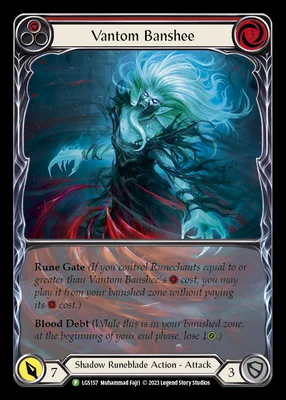 Vantom Banshee
Rune Gate (If you control Runechants equal to or
greater than Vantom Banshee's cost, you may
play it from your banished zone without paying
its cost.)
Blood Debt (While this is in your banished zone,
at the beginning of your end phase, lose 1.)
Shadow Runeblade Action - Attack
7
3
P LGS157 Muhammad Fajri © 2023 Legend Story Studios